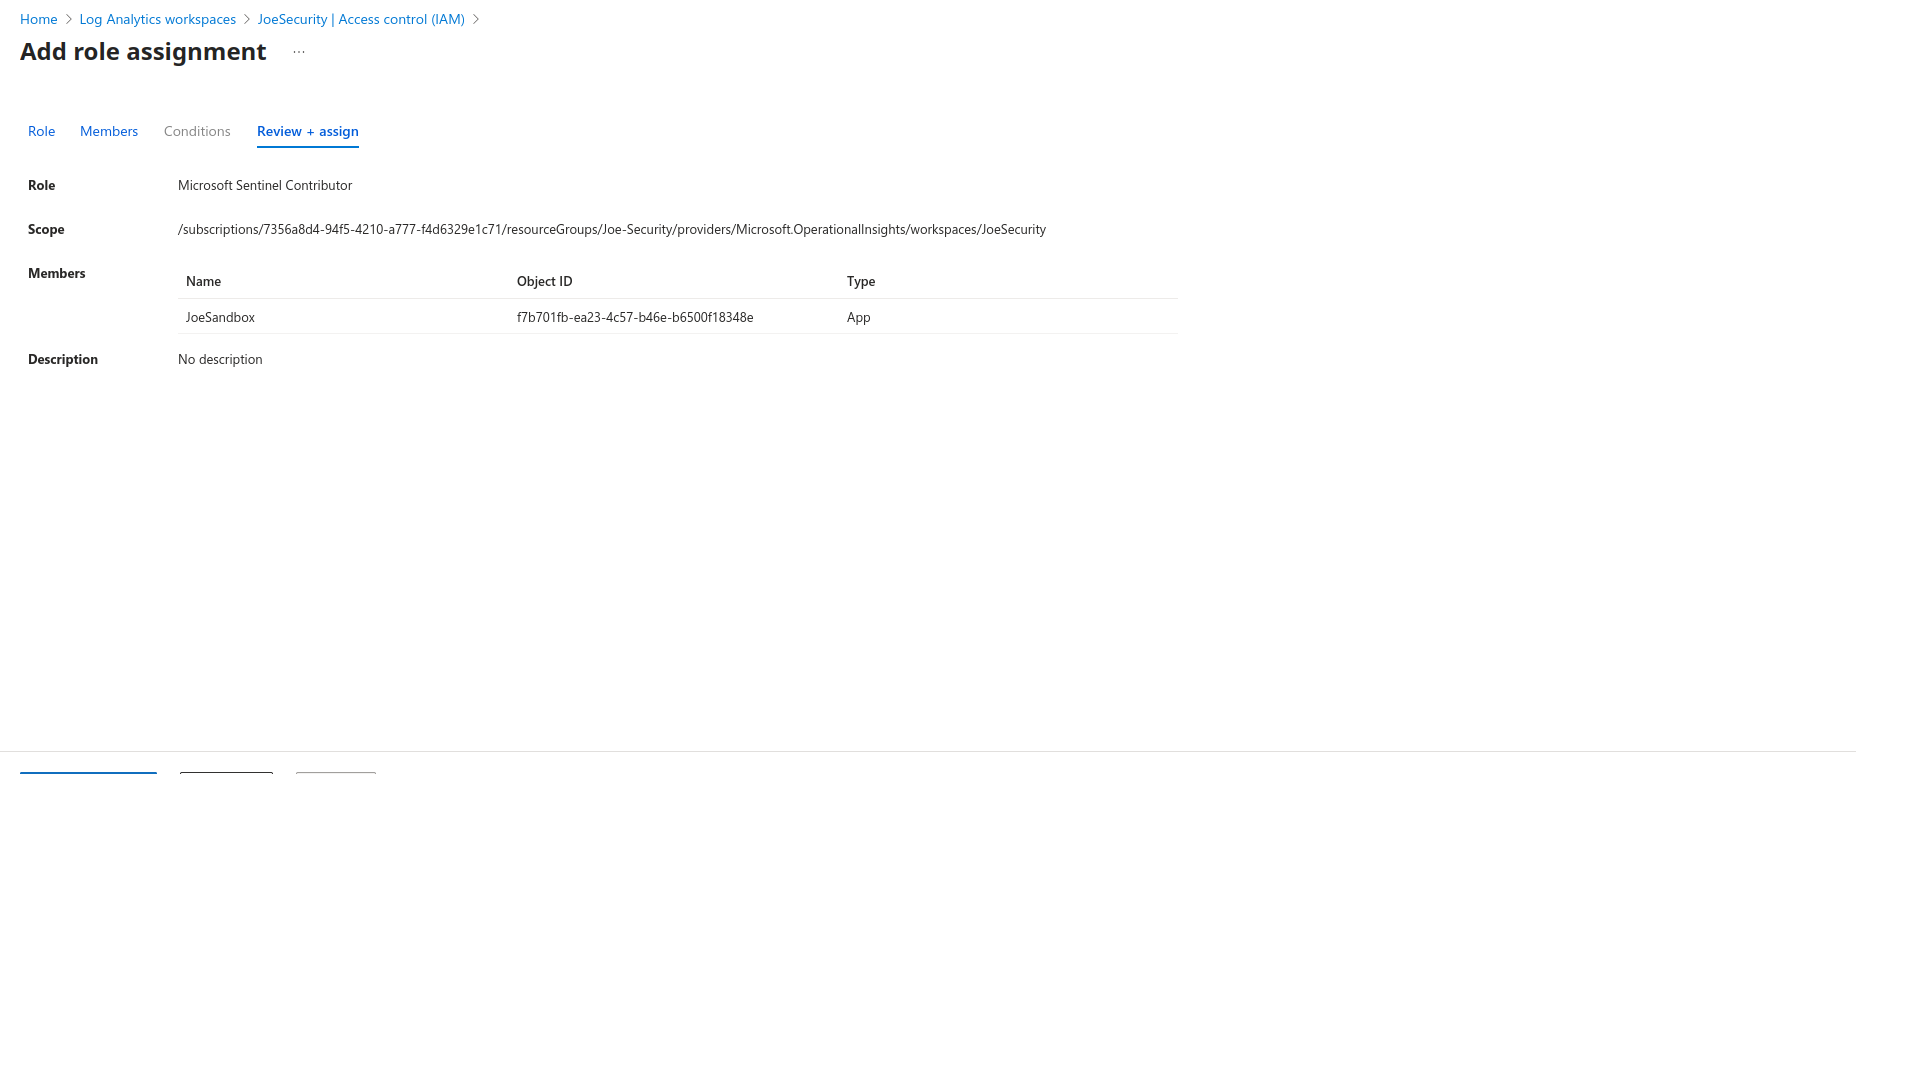 Home > Log Analytics workspaces > JoeSecurity | Access control (IAM) >
Add role assignment ...
Role Members Conditions Review + assign
Role Microsoft Sentinel Contributor
Scope /subscriptions/7356a8d4-94f5-4210-a777-f4d6329e1c71/resourceGroups/Joe-Security/providers/Microsoft.OperationalInsights/workspaces/JoeSecurity
Members Name Object ID Type
JoeSandbox f7b701fb-ea23-4c57-b46e-b6500f18348e App
Description No description